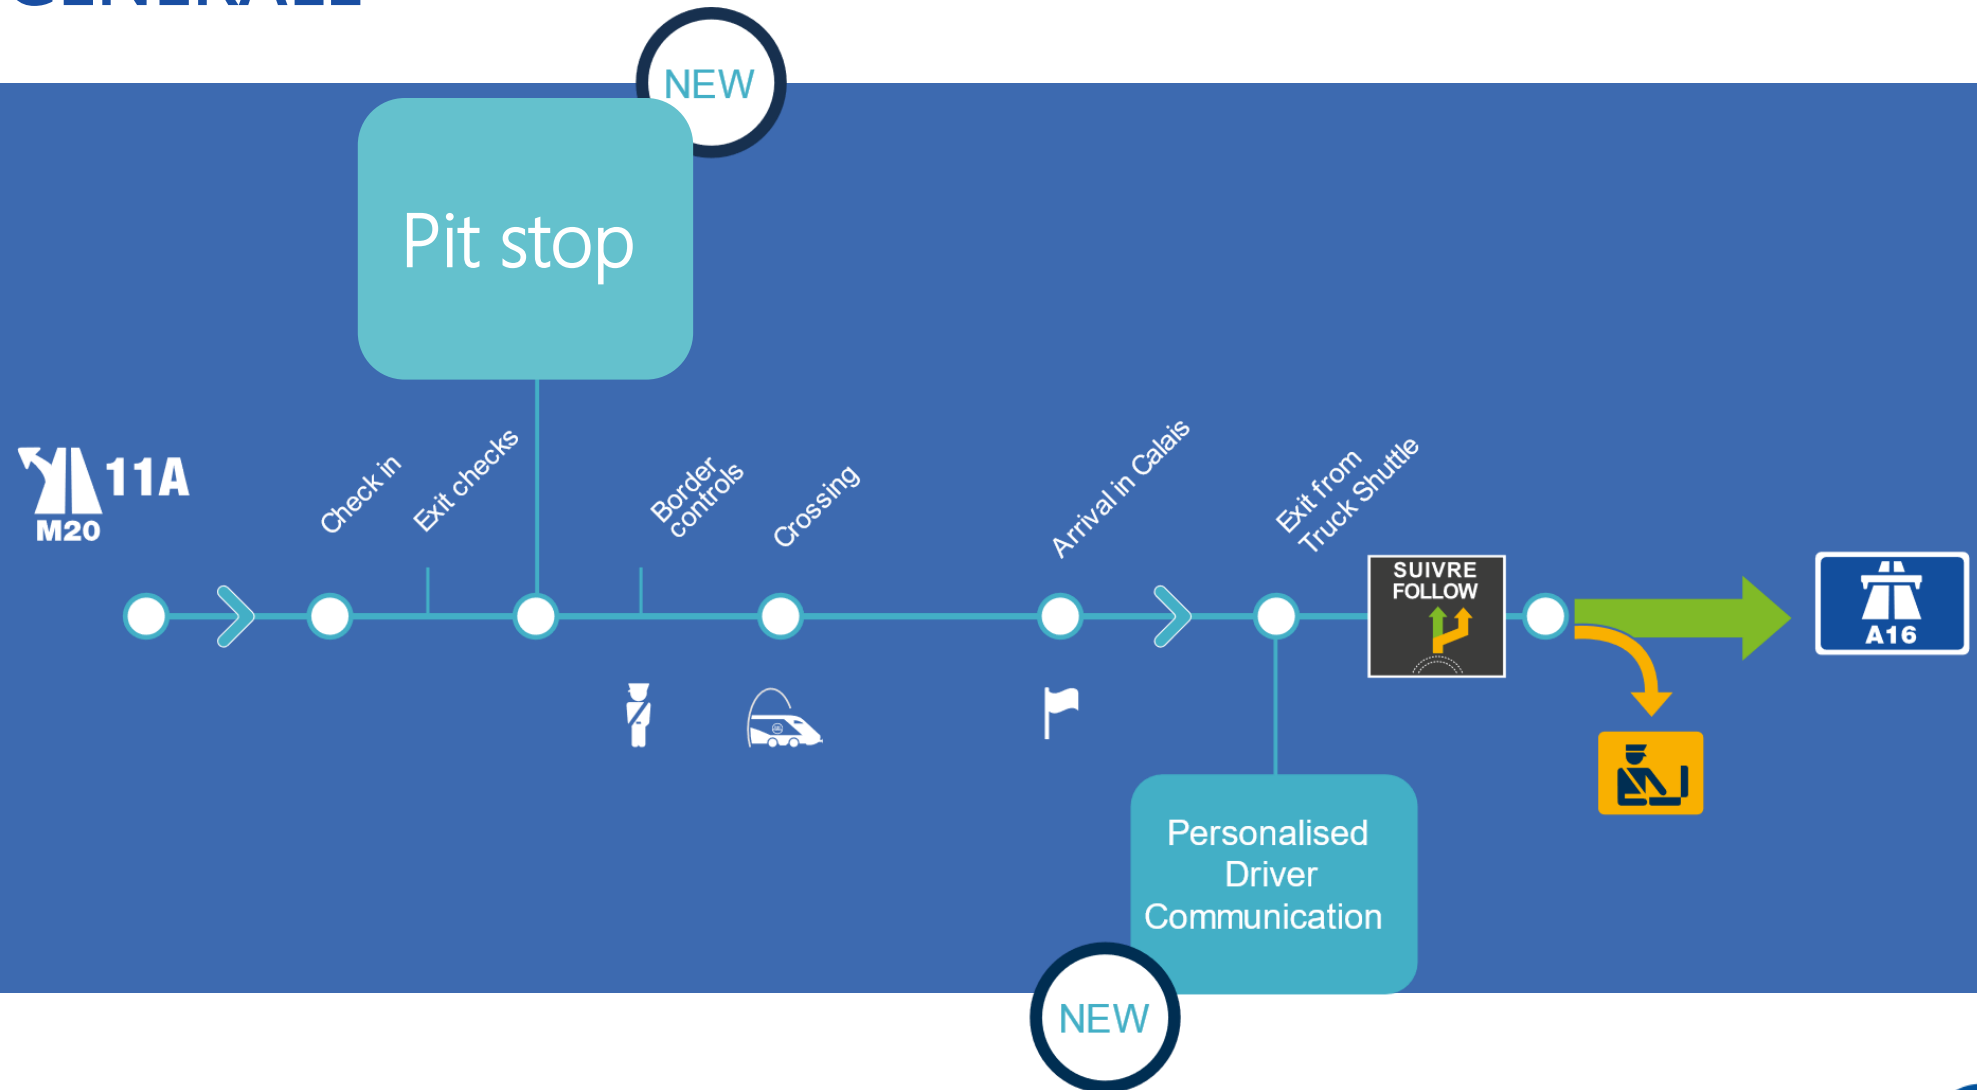 GENERALE
NEW
Pit stop
11A
M20
Check in
Exit checks
Border
controls
Crossing
Arrival in Calais
Exit from
Truck Shuttle
SUIVRE
FOLLOW
A16
Personalised
Driver
Communication
NEW